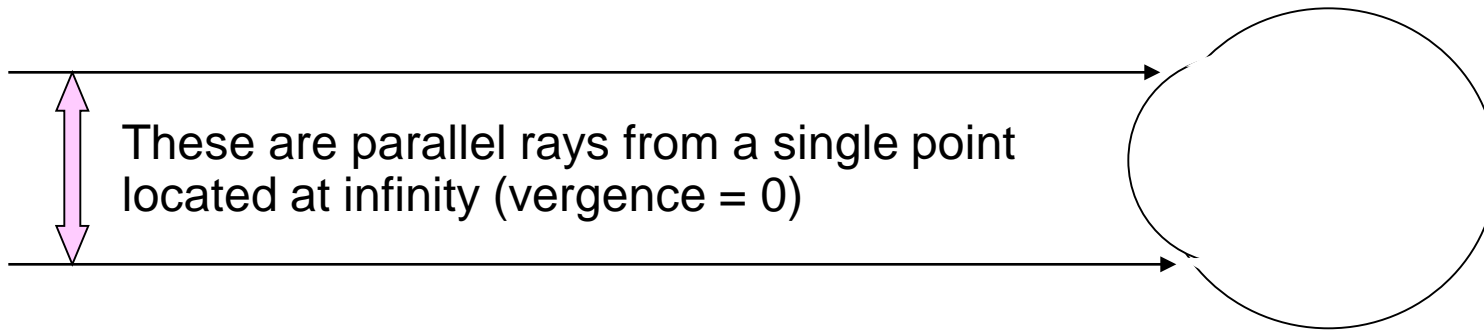 These are parallel rays from a single point
located at infinity (vergence = 0)